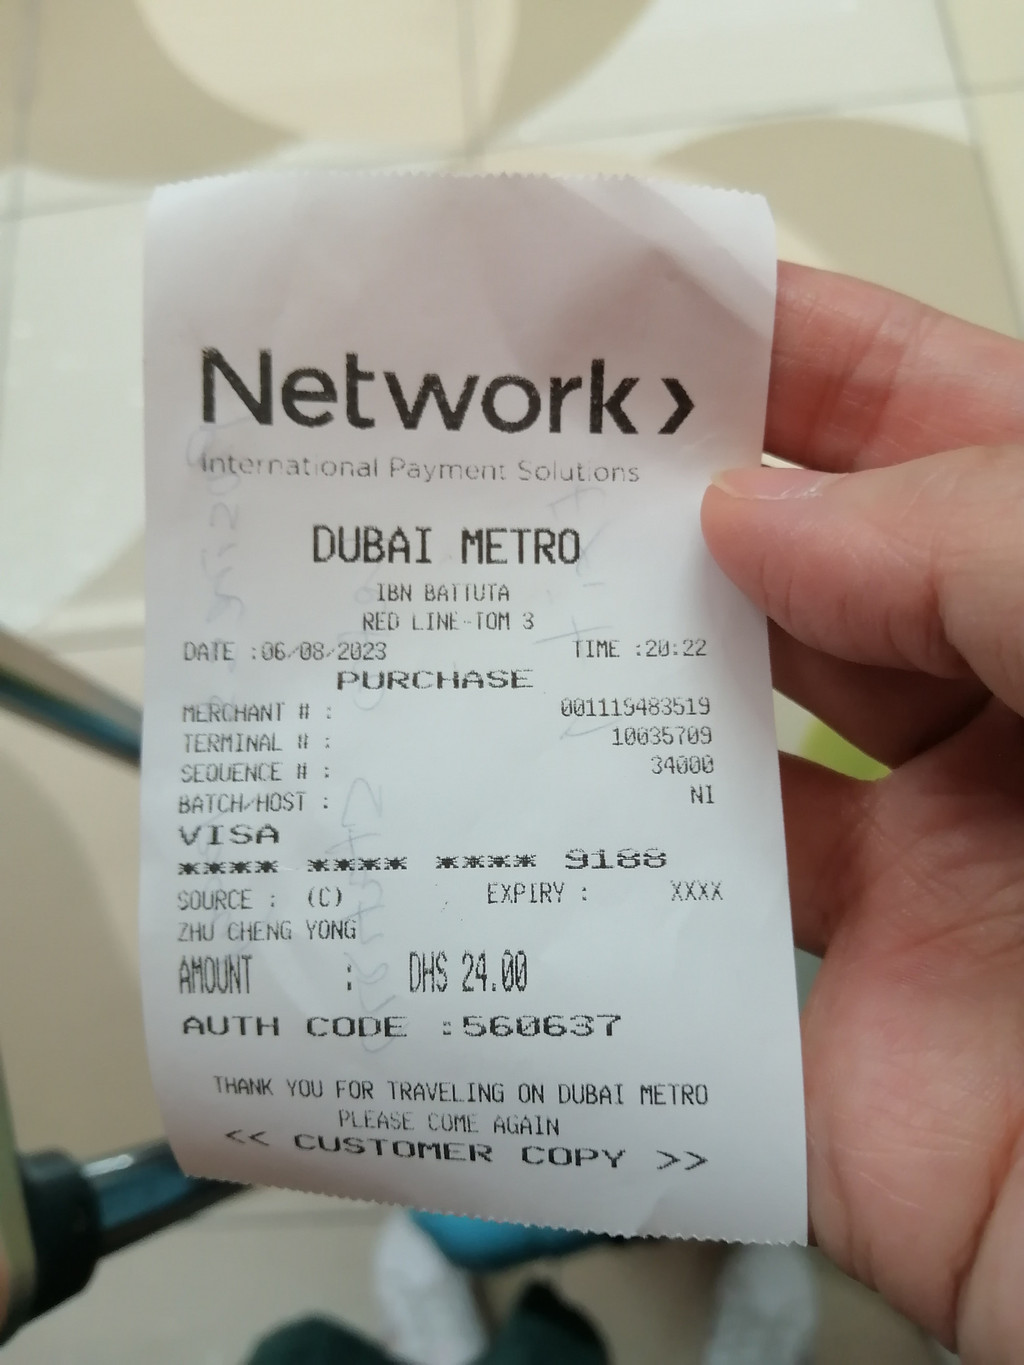 Network>
International Payment Solutions
DUBAI METRO
IBN BATTUTA
RED LINE-TOM 3
DATE :06/08/2023 TIME :20:22
PURCHASE
MERCHANT # : 001119483519
TERMINAL # : 10035709
SEQUENCE # : 34000
BATCH/HOST : NI
VISA
**** **** **** 9188
SOURCE : (C) EXPIRY : XXXX
ZHU CHENG YONG
AMOUNT : DHS 24.00
AUTH CODE :560637
THANK YOU FOR TRAVELING ON DUBAI METRO
PLEASE COME AGAIN
<< CUSTOMER COPY >>